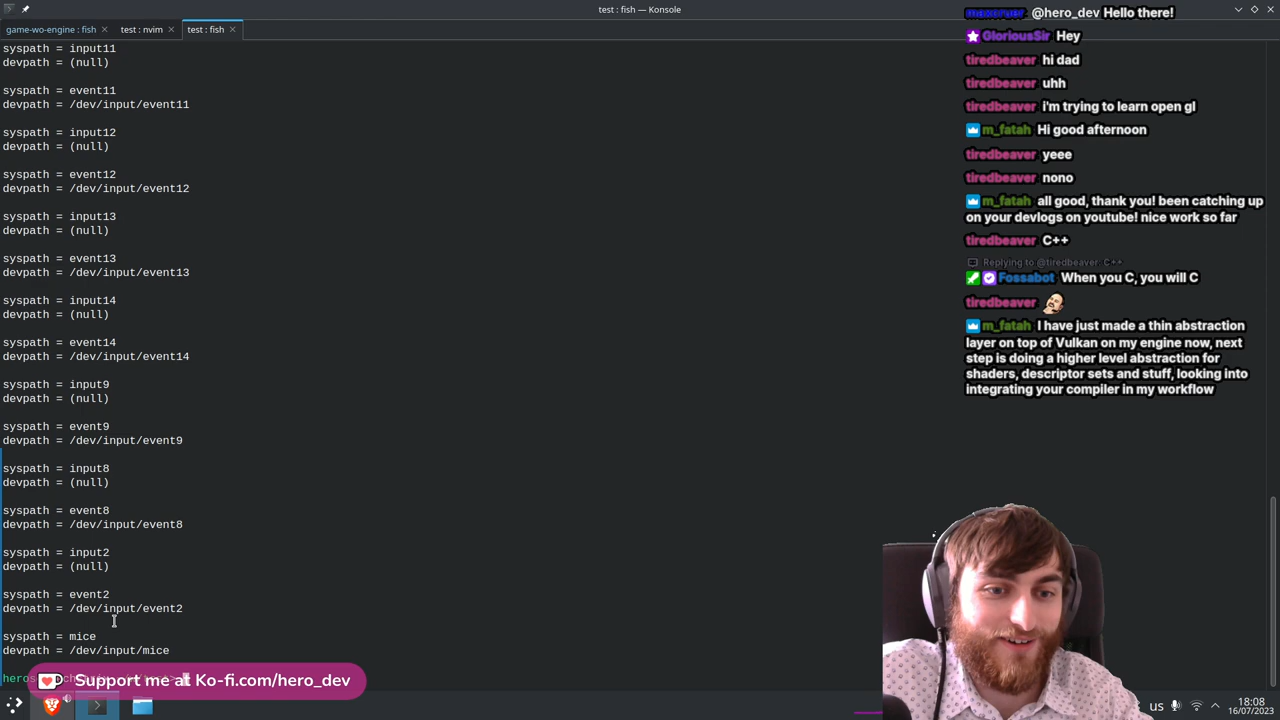 test : fish — Konsole
game-wo-engine : fish
test : nvim
test : fish
syspath = input11
devpath = (null)
syspath = event11
devpath = /dev/input/event11
syspath = input12
devpath = (null)
syspath = event12
devpath = /dev/input/event12
syspath = input13
devpath = (null)
syspath = event13
devpath = /dev/input/event13
syspath = input14
devpath = (null)
syspath = event14
devpath = /dev/input/event14
syspath = input9
devpath = (null)
syspath = event9
devpath = /dev/input/event9
syspath = input8
devpath = (null)
syspath = event8
devpath = /dev/input/event8
syspath = input2
devpath = (null)
syspath = event2
devpath = /dev/input/event2
syspath = mice
devpath = /dev/input/mice
Support me at Ko-fi.com/hero_dev
@hero_dev Hello there!
GloriousSir Hey
tiredbeaver hi dad
tiredbeaver uhh
tiredbeaver i'm trying to learn open gl
m_fatah Hi good afternoon
tiredbeaver yeee
tiredbeaver nono
m_fatah all good, thank you! been catching up
on your devlogs on youtube! nice work so far
tiredbeaver C++
Replying to @tiredbeaver: C++
Fossabot When you C, you will C
tiredbeaver
m_fatah I have just made a thin abstraction
layer on top of Vulkan on my engine now, next
step is doing a higher level abstraction for
shaders, descriptor sets and stuff, looking into
integrating your compiler in my workflow
us
18:08
16/07/2023